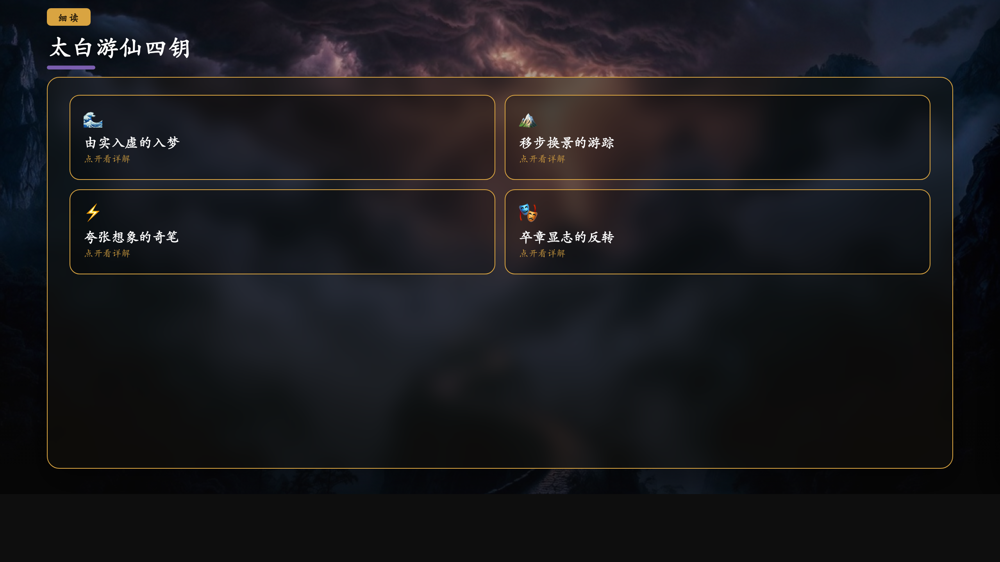 细读
太白游仙四钥
由实入虚的入梦
点开看详解
移步换景的游踪
点开看详解
夸张想象的奇笔
点开看详解
卒章显志的反转
点开看详解